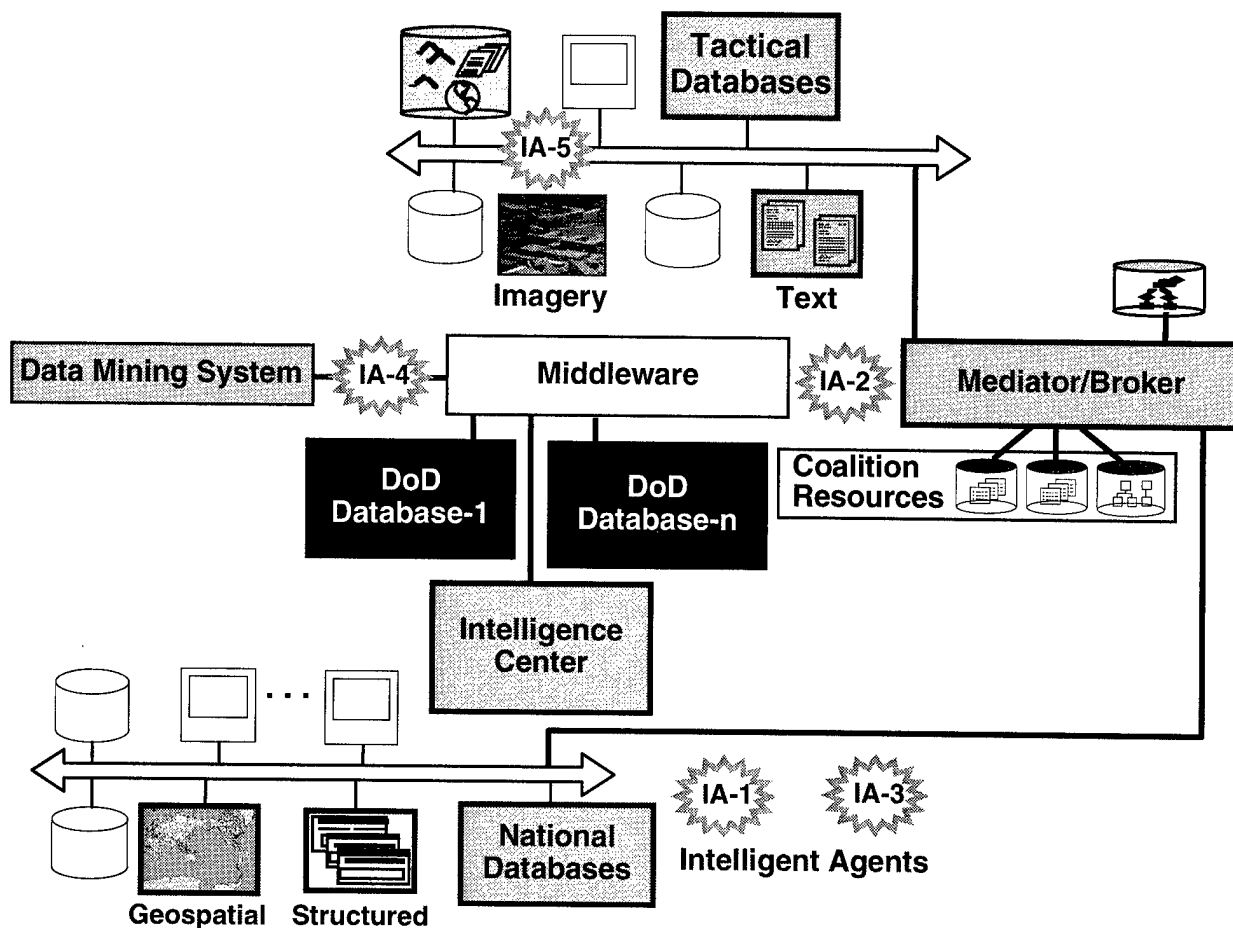 Tactical
Databases
IA-5
Imagery
Text
Data Mining System
IA-4
Middleware
IA-2
Mediator/Broker
DoD
Database-1
DoD
Database-n
Coalition
Resources
Intelligence
Center
. . .
National
Databases
IA-1
IA-3
Intelligent Agents
Geospatial
Structured